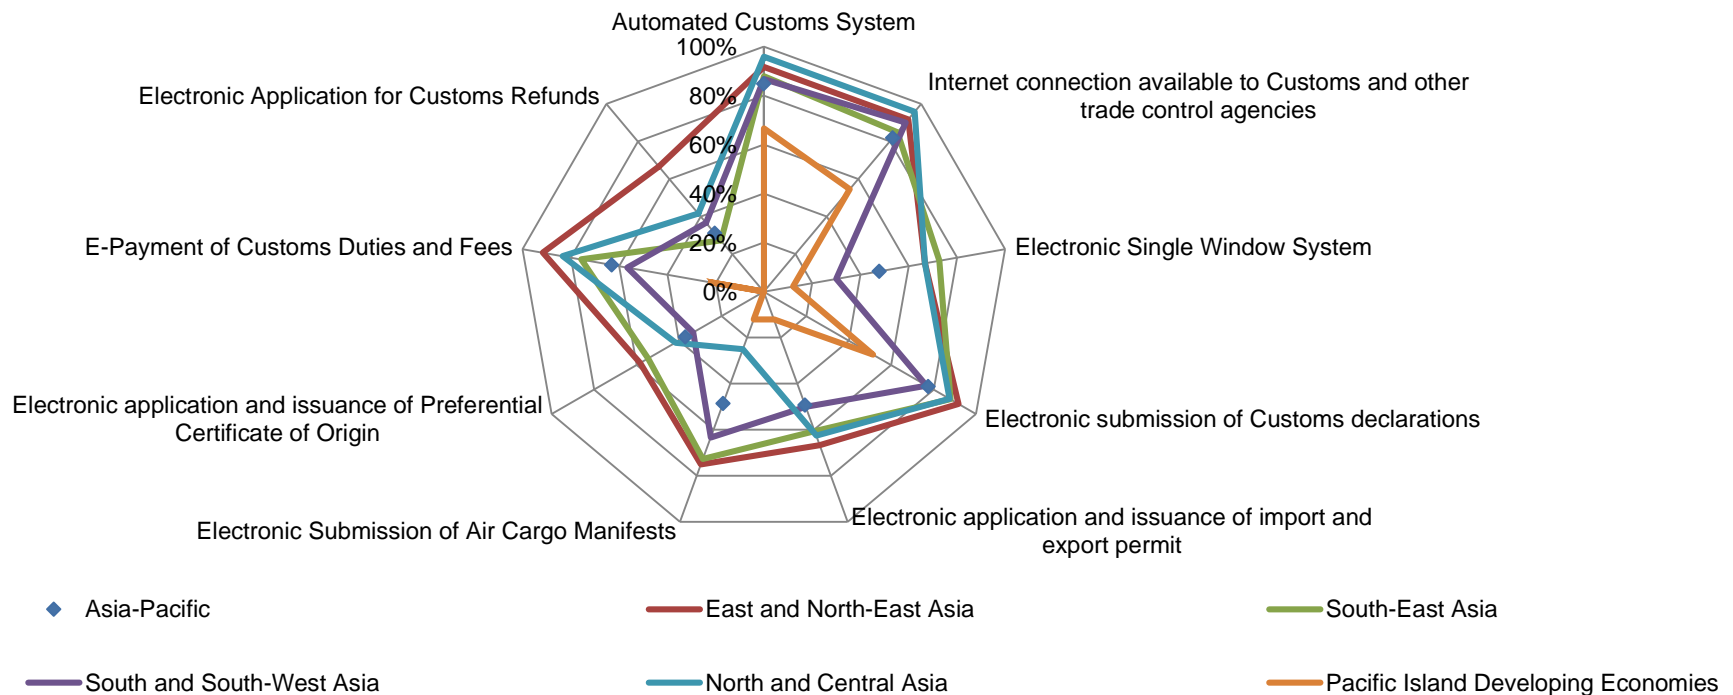 Automated Customs System
100%
Internet connection available to Customs and other
trade control agencies
Electronic Application for Customs Refunds
80%
60%
40%
E-Payment of Customs Duties and Fees
Electronic Single Window System
20%
0%
Electronic application and issuance of Preferential
Certificate of Origin
Electronic submission of Customs declarations
Electronic Submission of Air Cargo Manifests
Electronic application and issuance of import and
export permit
Asia-Pacific
East and North-East Asia
South-East Asia
South and South-West Asia
North and Central Asia
Pacific Island Developing Economies